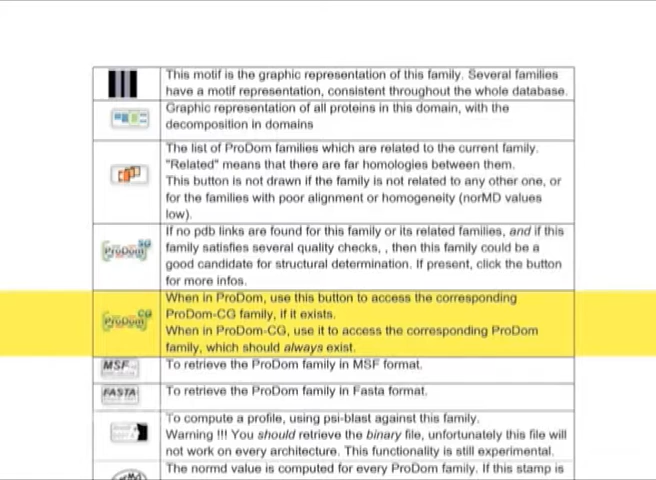 This motif is the graphic representation of this family. Several families
have a motif representation, consistent throughout the whole database.
Graphic representation of all proteins in this domain, with the
decomposition in domains
The list of ProDom families which are related to the current family.
"Related" means that there are far homologies between them.
This button is not drawn if the family is not related to any other one, or
for the families with poor alignment or homogeneity (norMD values
low).
ProDom SG
If no pdb links are found for this family or its related families, and if this
family satisfies several quality checks, , then this family could be a
good candidate for structural determination. If present, click the button
for more infos.
ProDom CG
When in ProDom, use this button to access the corresponding
ProDom-CG family, if it exists.
When in ProDom-CG, use it to access the corresponding ProDom
family, which should always exist.
MSF
To retrieve the ProDom family in MSF format.
FASTA
To retrieve the ProDom family in Fasta format.
To compute a profile, using psi-blast against this family.
Warning !!! You should retrieve the binary file, unfortunately this file will
not work on every architecture. This functionality is still experimental.
The normd value is computed for every ProDom family. If this stamp is